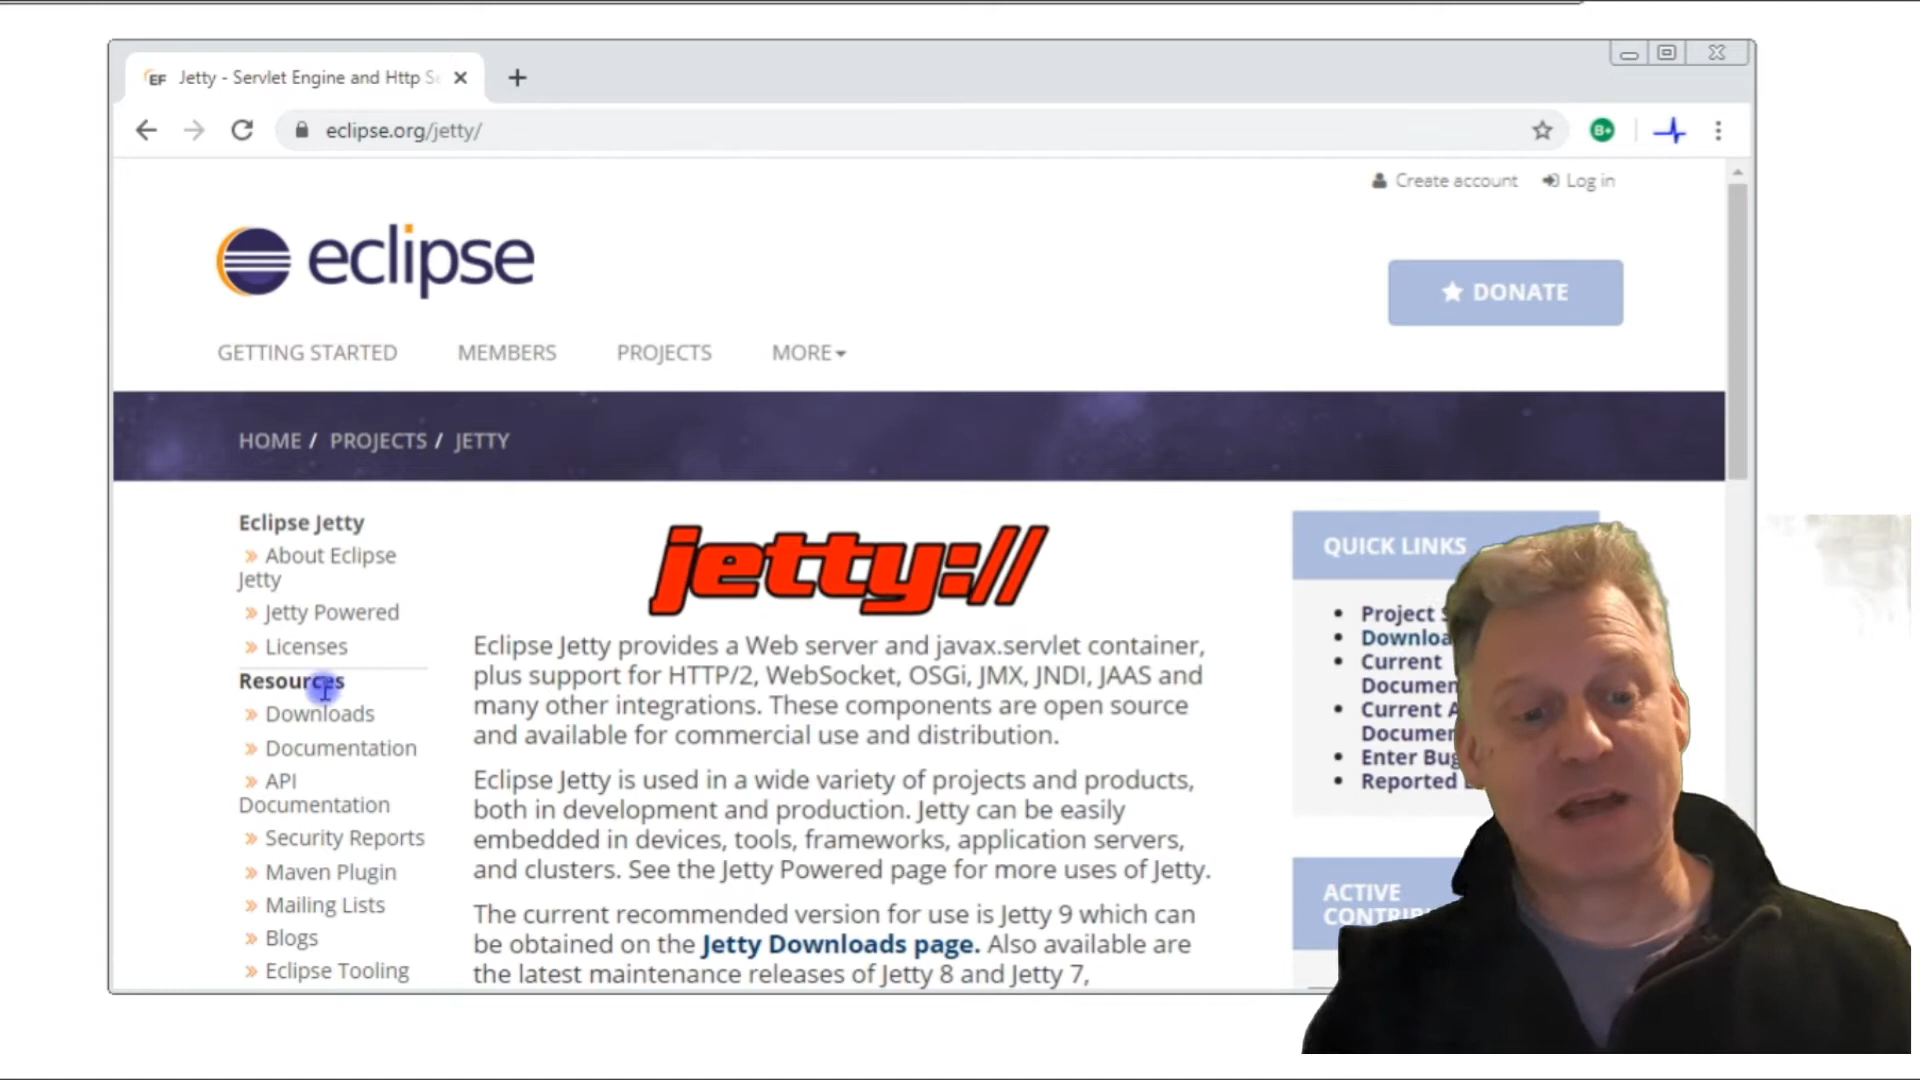 EF Jetty - Servlet Engine and Http Se
eclipse.org/jetty/
B+
Create account Log in
eclipse
DONATE
GETTING STARTED MEMBERS PROJECTS MORE
HOME / PROJECTS / JETTY
Eclipse Jetty
» About Eclipse
Jetty
» Jetty Powered
» Licenses
Resources
» Downloads
» Documentation
» API
Documentation
» Security Reports
» Maven Plugin
» Mailing Lists
» Blogs
» Eclipse Tooling
jetty://
Eclipse Jetty provides a Web server and javax.servlet container,
plus support for HTTP/2, WebSocket, OSGi, JMX, JNDI, JAAS and
many other integrations. These components are open source
and available for commercial use and distribution.
Eclipse Jetty is used in a wide variety of projects and products,
both in development and production. Jetty can be easily
embedded in devices, tools, frameworks, application servers,
and clusters. See the Jetty Powered page for more uses of Jetty.
The current recommended version for use is Jetty 9 which can
be obtained on the Jetty Downloads page. Also available are
the latest maintenance releases of Jetty 8 and Jetty 7,
QUICK LINKS
• Project
• Downloa
• Current
Documen
• Current A
Documen
• Enter Bug
• Reported
ACTIVE
CONTRIB